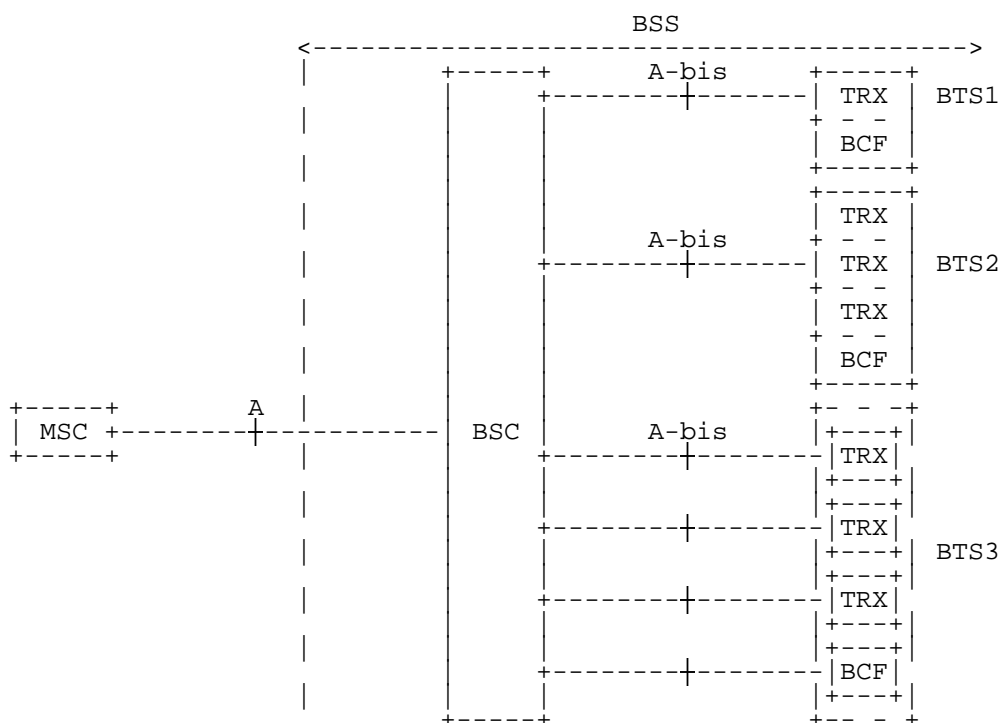 BSS
A-bis
TRX BTS1
BCF
TRX
A-bis
TRX BTS2
TRX
BCF
A
MSC BSC A-bis
TRX
TRX
BTS3
TRX
BCF